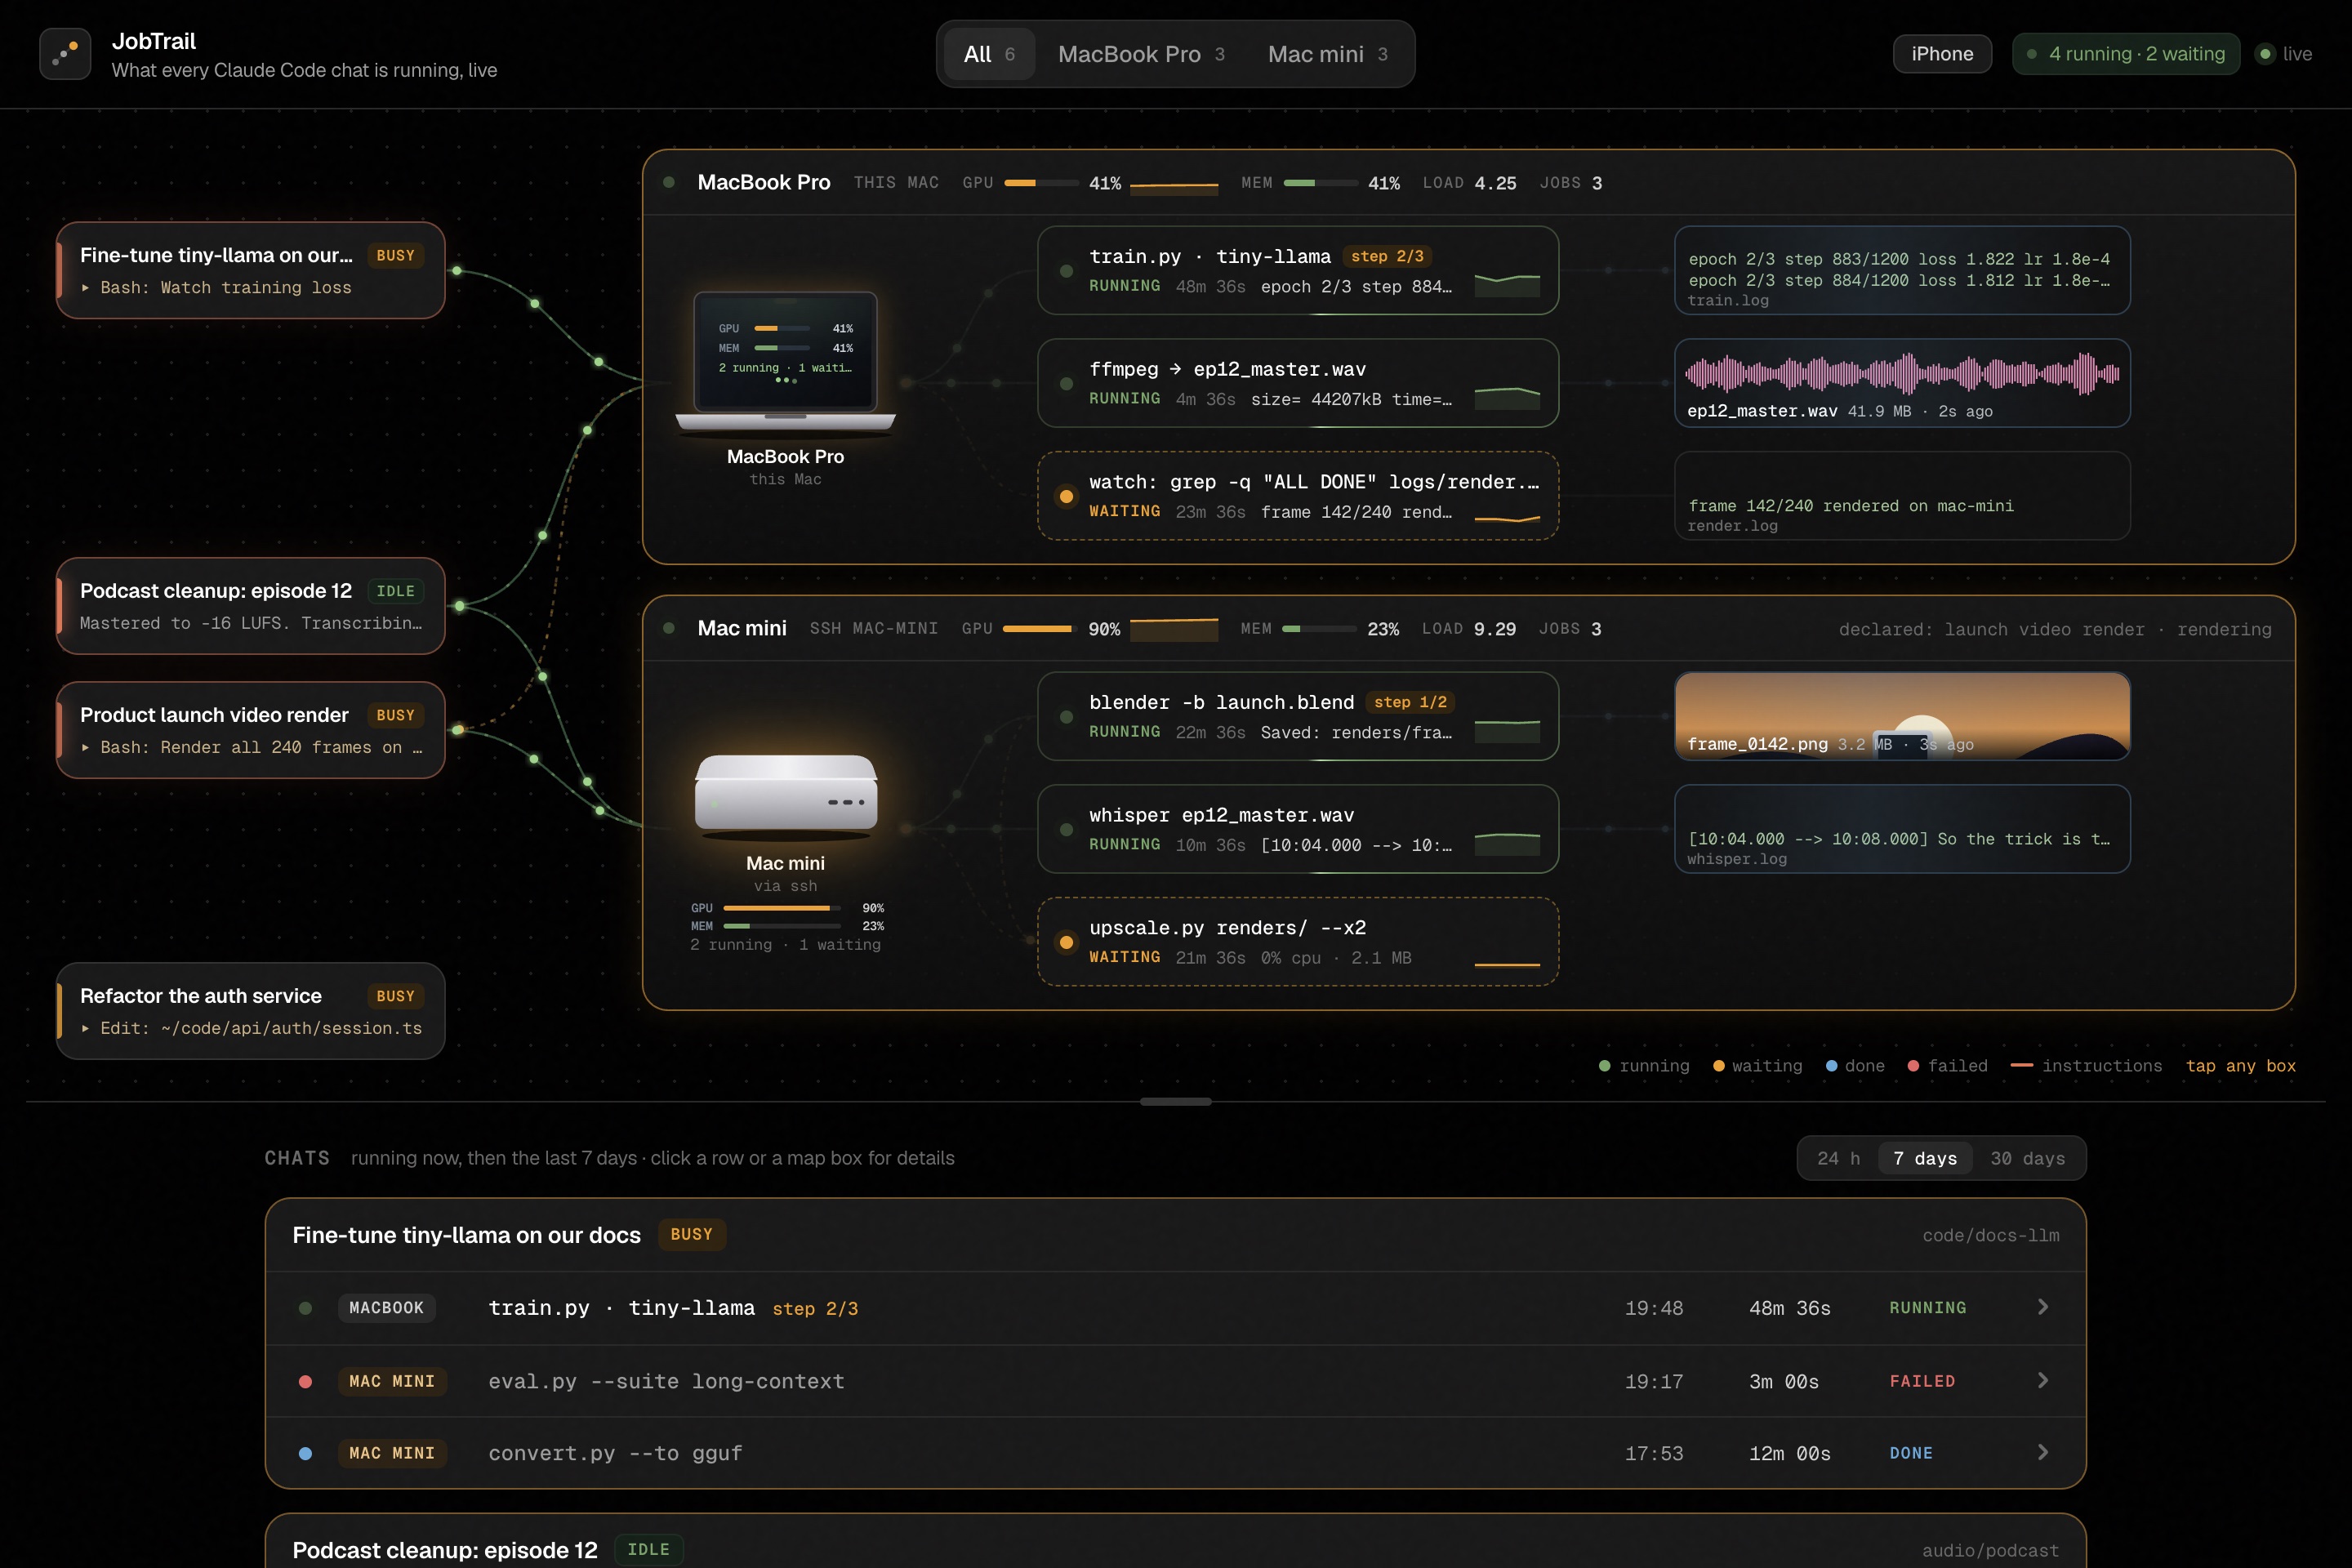 JobTrail
What every Claude Code chat is running, live
All 6 MacBook Pro 3 Mac mini 3
iPhone 4 running · 2 waiting live
Fine-tune tiny-llama on our… BUSY
▸ Bash: Watch training loss
Podcast cleanup: episode 12 IDLE
Mastered to -16 LUFS. Transcribin…
Product launch video render BUSY
▸ Bash: Render all 240 frames on …
Refactor the auth service BUSY
▸ Edit: ~/code/api/auth/session.ts
MacBook Pro THIS MAC GPU 41% MEM 41% LOAD 4.25 JOBS 3
GPU 41%
MEM 41%
2 running · 1 waiti…
MacBook Pro
this Mac
train.py · tiny-llama step 2/3
RUNNING 48m 36s epoch 2/3 step 884…
epoch 2/3 step 883/1200 loss 1.822 lr 1.8e-4
epoch 2/3 step 884/1200 loss 1.812 lr 1.8e-…
train.log
ffmpeg → ep12_master.wav
RUNNING 4m 36s size= 44207kB time=…
ep12_master.wav 41.9 MB · 2s ago
watch: grep -q "ALL DONE" logs/render.…
WAITING 23m 36s frame 142/240 rend…
frame 142/240 rendered on mac-mini
render.log
Mac mini SSH MAC-MINI GPU 90% MEM 23% LOAD 9.29 JOBS 3 declared: launch video render · rendering
Mac mini
via ssh
GPU 90%
MEM 23%
2 running · 1 waiting
blender -b launch.blend step 1/2
RUNNING 22m 36s Saved: renders/fra…
frame_0142.png 3.2 MB · 3s ago
whisper ep12_master.wav
RUNNING 10m 36s [10:04.000 --> 10:…
[10:04.000 --> 10:08.000] So the trick is t…
whisper.log
upscale.py renders/ --x2
WAITING 21m 36s 0% cpu · 2.1 MB
running waiting done failed instructions tap any box
CHATS running now, then the last 7 days · click a row or a map box for details 24 h 7 days 30 days
Fine-tune tiny-llama on our docs BUSY code/docs-llm
MACBOOK train.py · tiny-llama step 2/3 19:48 48m 36s RUNNING
MAC MINI eval.py --suite long-context 19:17 3m 00s FAILED
MAC MINI convert.py --to gguf 17:53 12m 00s DONE
Podcast cleanup: episode 12 IDLE audio/podcast